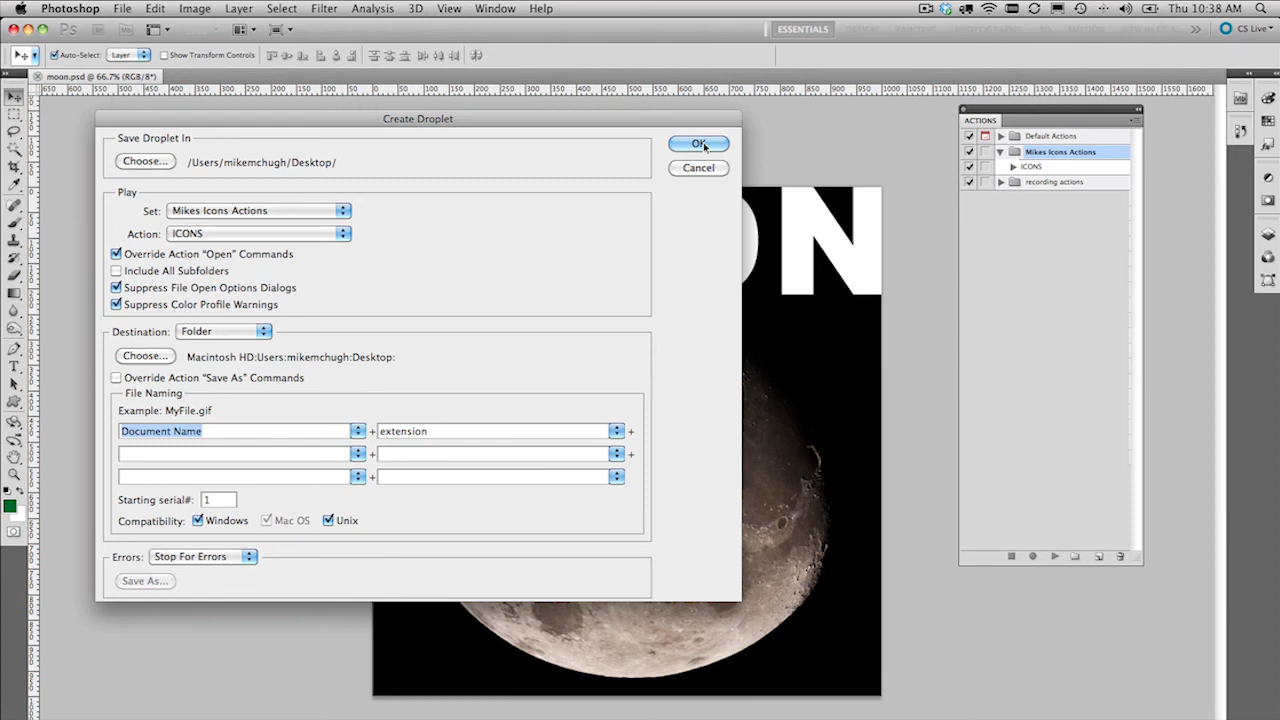 Photoshop File Edit Image Layer Select Filter Analysis 3D View Window Help Thu 10:38 AM
Ps ESSENTIALS CS Live
Auto-Select: Layer Show Transform Controls
moon.psd @ 66.7% (RGB/8*)
ACTIONS
Create Droplet
Save Droplet In
Choose... /Users/mikemchugh/Desktop/
OK
Cancel
Play
Set: Mikes Icons Actions
Action: ICONS
Override Action “Open” Commands
Include All Subfolders
Suppress File Open Options Dialogs
Suppress Color Profile Warnings
Destination: Folder
Choose... Macintosh HD:Users:mikemchugh:Desktop:
Override Action “Save As” Commands
File Naming
Example: MyFile.gif
Document Name + extension +
+ +
+
Starting serial#: 1
Compatibility: Windows Mac OS Unix
Errors: Stop For Errors
Save As...
Default Actions
Mikes Icons Actions
ICONS
recording actions
ON